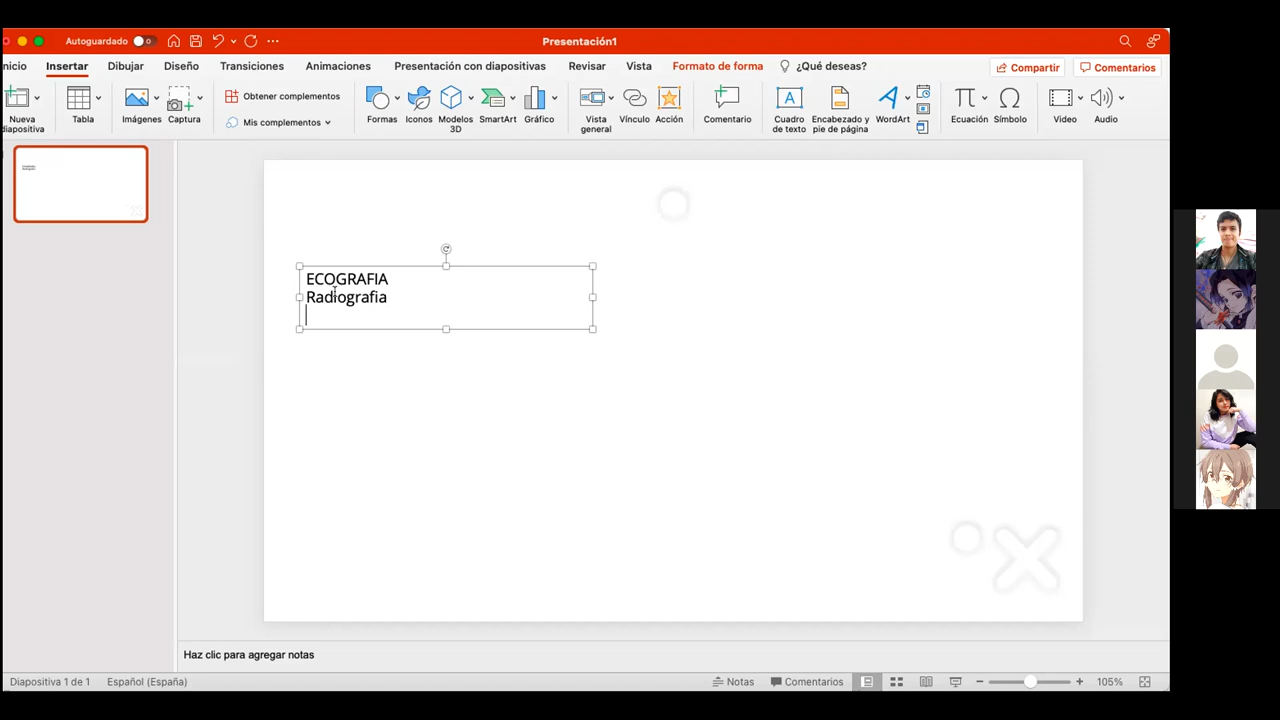 Autoguardado
Presentación1
nicio Insertar Dibujar Diseño Transiciones Animaciones Presentación con diapositivas Revisar Vista Formato de forma ¿Qué deseas? Compartir Comentarios
Nueva
diapositiva
Tabla
Imágenes
Captura
Obtener complementos
Mis complementos
Formas
Iconos
Modelos
3D
SmartArt
Gráfico
Vista
general
Vínculo
Acción
Comentario
Cuadro
de texto
Encabezado y
pie de página
WordArt
Ecuación
Símbolo
Video
Audio
ECOGRAFIA
Radiografia
Haz clic para agregar notas
Diapositiva 1 de 1 Español (España) Notas Comentarios 105%